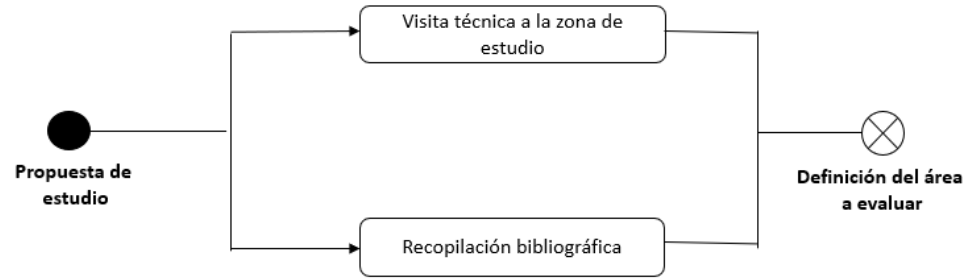 Visita técnica a la zona de
estudio
Propuesta de
estudio
Definición del área
a evaluar
Recopilación bibliográfica